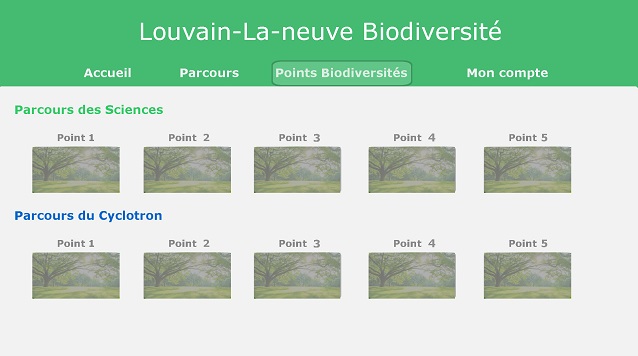 Louvain-La-neuve Biodiversité
Accueil Parcours Points Biodiversités Mon compte
Parcours des Sciences
Point 1 Point 2 Point 3 Point 4 Point 5
Parcours du Cyclotron
Point 1 Point 2 Point 3 Point 4 Point 5